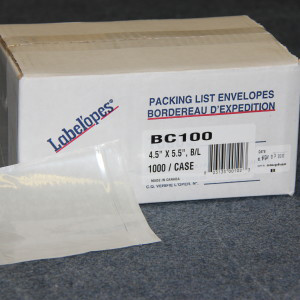 Labelopes®
PACKING LIST ENVELOPES
BORDEREAU D'EXPEDITION
BC100
4.5" X 5.5", B/L
1000 / CASE
MADE IN CANADA